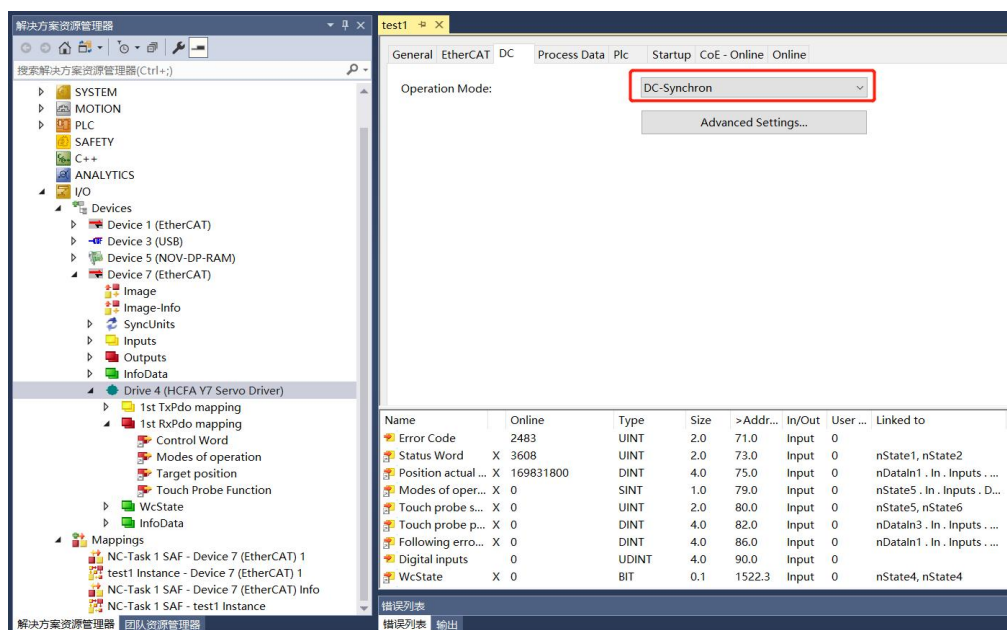 解决方案资源管理器
搜索解决方案资源管理器(Ctrl+;)
SYSTEM
MOTION
PLC
SAFETY
C++
ANALYTICS
I/O
Devices
Device 1 (EtherCAT)
Device 3 (USB)
Device 5 (NOV-DP-RAM)
Device 7 (EtherCAT)
Image
Image-Info
SyncUnits
Inputs
Outputs
InfoData
Drive 4 (HCFA Y7 Servo Driver)
1st TxPdo mapping
1st RxPdo mapping
Control Word
Modes of operation
Target position
Touch Probe Function
WcState
InfoData
Mappings
NC-Task 1 SAF - Device 7 (EtherCAT) 1
test1 Instance - Device 7 (EtherCAT) 1
NC-Task 1 SAF - Device 7 (EtherCAT) Info
NC-Task 1 SAF - test1 Instance
解决方案资源管理器 团队资源管理器
test1
General EtherCAT DC Process Data Plc Startup CoE - Online Online
Operation Mode: DC-Synchron
Advanced Settings...
Name Online Type Size >Addr... In/Out User ... Linked to
Error Code 2483 UINT 2.0 71.0 Input 0
Status Word X 3608 UINT 2.0 73.0 Input 0 nState1, nState2
Position actual ... X 169831800 DINT 4.0 75.0 Input 0 nDataIn1 . In . Inputs . D...
Modes of oper... X 0 SINT 1.0 79.0 Input 0 nState5 . In . Inputs . D...
Touch probe s... X 0 UINT 2.0 80.0 Input 0 nState5, nState6
Touch probe p... X 0 DINT 4.0 82.0 Input 0 nDataIn3 . In . Inputs . ...
Following erro... X 0 DINT 4.0 86.0 Input 0 nDataIn1 . In . Inputs . ...
Digital inputs 0 UDINT 4.0 90.0 Input 0
WcState X 0 BIT 0.1 1522.3 Input 0 nState4, nState4
错误列表
错误列表 输出